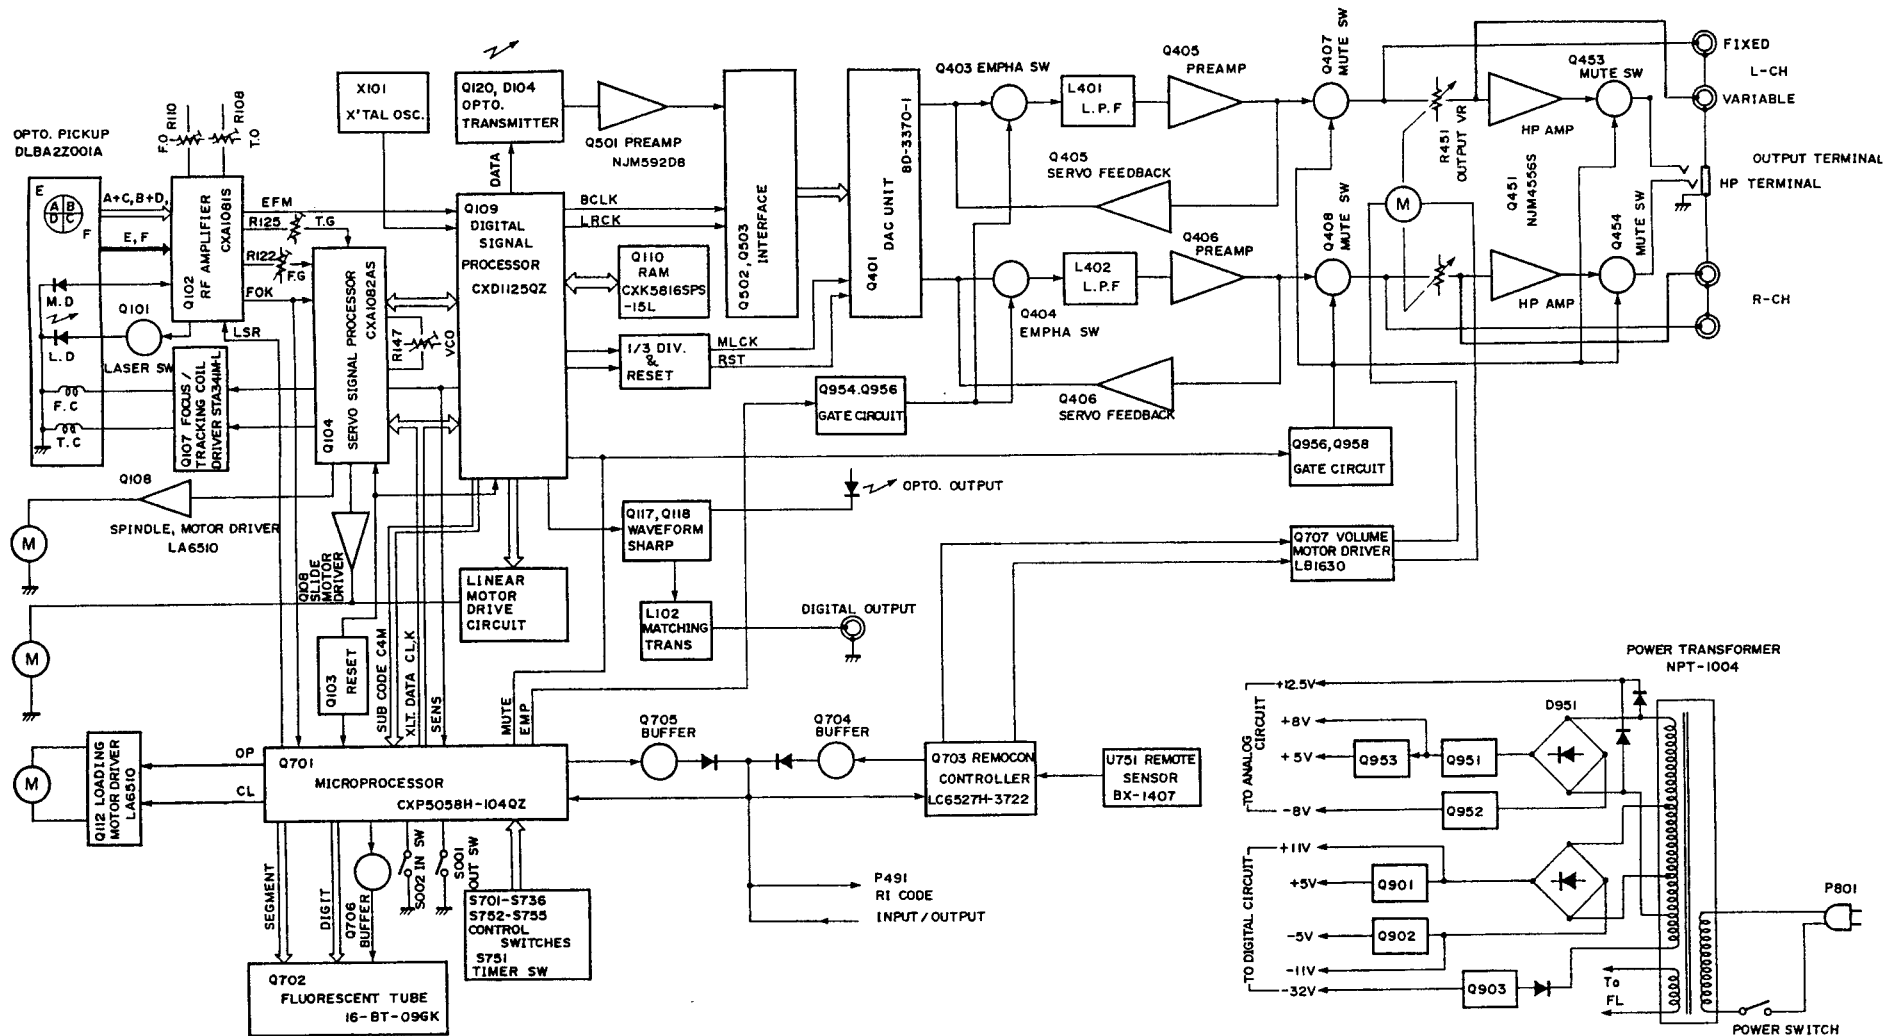 OPTO. PICKUP
DLBA2Z001A
E
A
B
D
C
F
M.D
L.D
F.C
T.C
F.O
R110
R108
T.O
A+C, B+D,
E, F
Q102
RF AMPLIFIER
CXA1081S
Q101
LASER SW
LSR
Q107 FOCUS /
TRACKING COIL
DRIVER STA341M-L
EFM
R125
T.G
R122
F.G
FOK
Q104
SERVO SIGNAL PROCESSOR
CXA1082AS
R147
VCO
X101
X'TAL OSC.
Q120, D104
OPTO.
TRANSMITTER
DATA
Q109
DIGITAL
SIGNAL
PROCESSOR
CXD1125QZ
Q501 PREAMP
NJM592D8
BCLK
LRCK
Q110
RAM
CXK5816SPS
-15L
1/3 DIV.
&
RESET
MLCK
RST
Q502, Q503
INTERFACE
Q401
DAC UNIT
8D-3370-1
Q403 EMPHA SW
L401
L.P.F
Q405
PREAMP
Q405
SERVO FEEDBACK
Q407
MUTE SW
Q404
EMPHA SW
L402
L.P.F
Q406
PREAMP
Q406
SERVO FEEDBACK
Q408
MUTE SW
R451
OUTPUT VR
M
HP AMP
Q451
NJM4556S
HP AMP
Q453
MUTE SW
Q454
MUTE SW
FIXED
L-CH
VARIABLE
OUTPUT TERMINAL
HP TERMINAL
R-CH
Q954.Q956
GATE CIRCUIT
Q956, Q958
GATE CIRCUIT
Q108
SPINDLE, MOTOR DRIVER
LA6510
M
Q108
SLIDE
MOTOR
DRIVER
M
Q103
RESET
LINEAR
MOTOR
DRIVE
CIRCUIT
Q117, Q118
WAVEFORM
SHARP
OPTO. OUTPUT
L102
MATCHING
TRANS
DIGITAL OUTPUT
Q707 VOLUME
MOTOR DRIVER
LB1630
SUB CODE C4M
XLT. DATA CL,K
SENS
MUTE
EMP
M
Q112 LOADING
MOTOR DRIVER
LA6510
OP
CL
Q701
MICROPROCESSOR
CXP5058H-104QZ
Q705
BUFFER
Q704
BUFFER
Q703 REMOCON
CONTROLLER
LC6527H-3722
U751 REMOTE
SENSOR
BX-1407
P491
RI CODE
INPUT/OUTPUT
SEGMENT
DIGIT
Q706
BUFFER
S002 IN SW
S001
OUT SW
S701-S736
S752-S755
CONTROL
SWITCHES
S751
TIMER SW
Q702
FLUORESCENT TUBE
16-BT-09GK
POWER TRANSFORMER
NPT-1004
TO ANALOG
CIRCUIT
+12.5V
+8V
+5V
-8V
Q953
Q951
Q952
D951
TO DIGITAL CIRCUIT
+11V
+5V
-5V
-11V
-32V
Q901
Q902
Q903
To
FL
P801
POWER SWITCH